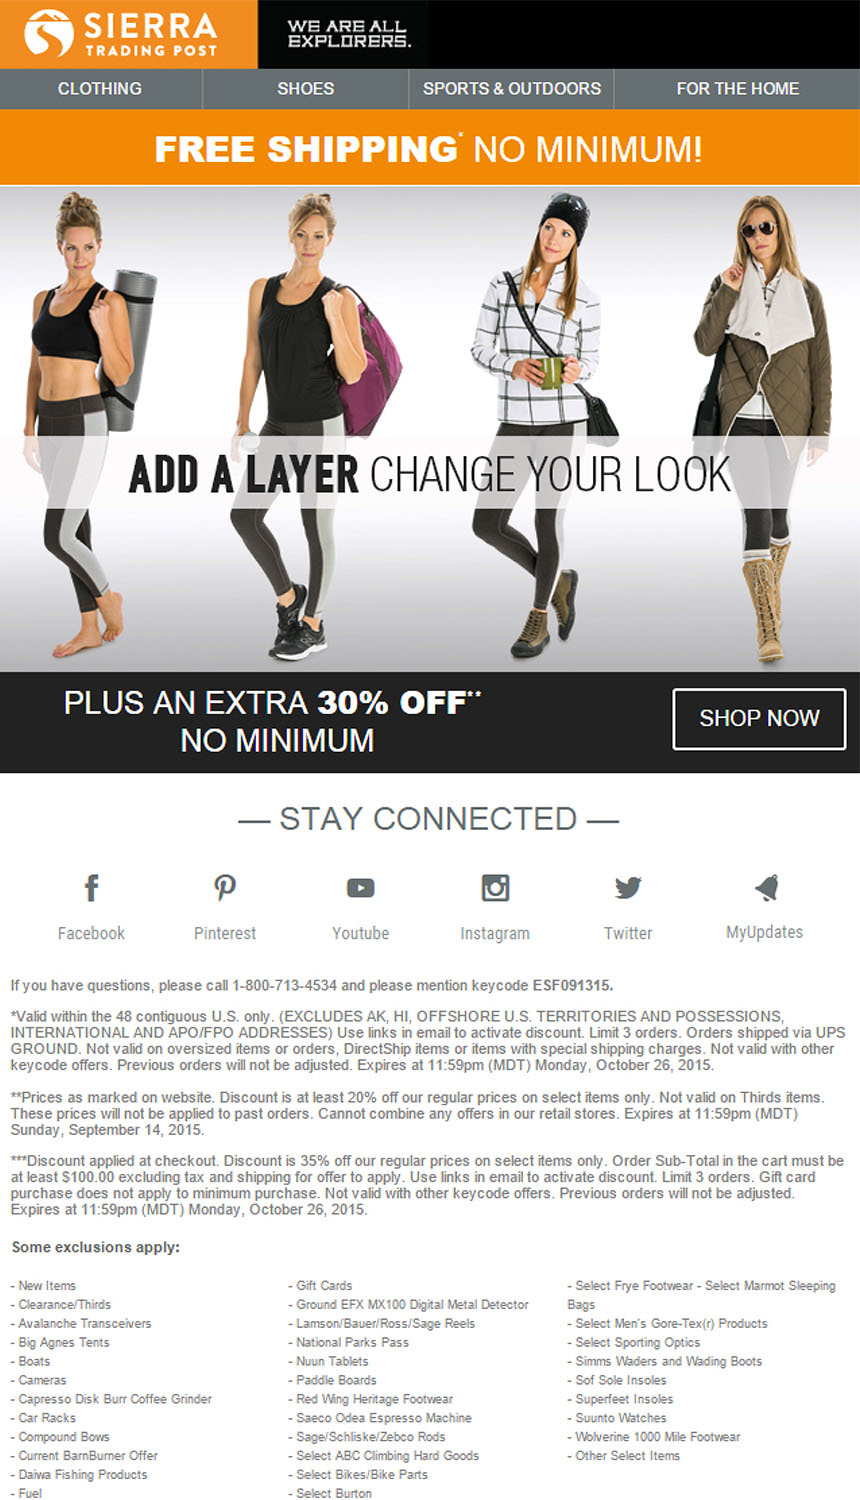 SIERRA
TRADING POST
WE ARE ALL
EXPLORERS.
CLOTHING
SHOES
SPORTS & OUTDOORS
FOR THE HOME
FREE SHIPPING* NO MINIMUM!
ADD A LAYER CHANGE YOUR LOOK
PLUS AN EXTRA 30% OFF**
NO MINIMUM
SHOP NOW
— STAY CONNECTED —
Facebook
Pinterest
Youtube
Instagram
Twitter
MyUpdates
If you have questions, please call 1-800-713-4534 and please mention keycode ESF091315.
*Valid within the 48 contiguous U.S. only. (EXCLUDES AK, HI, OFFSHORE U.S. TERRITORIES AND POSSESSIONS,
INTERNATIONAL AND APO/FPO ADDRESSES) Use links in email to activate discount. Limit 3 orders. Orders shipped via UPS
GROUND. Not valid on oversized items or orders, DirectShip items or items with special shipping charges. Not valid with other
keycode offers. Previous orders will not be adjusted. Expires at 11:59pm (MDT) Monday, October 26, 2015.
**Prices as marked on website. Discount is at least 20% off our regular prices on select items only. Not valid on Thirds items.
These prices will not be applied to past orders. Cannot combine any offers in our retail stores. Expires at 11:59pm (MDT)
Sunday, September 14, 2015.
***Discount applied at checkout. Discount is 35% off our regular prices on select items only. Order Sub-Total in the cart must be
at least $100.00 excluding tax and shipping for offer to apply. Use links in email to activate discount. Limit 3 orders. Gift card
purchase does not apply to minimum purchase. Not valid with other keycode offers. Previous orders will not be adjusted.
Expires at 11:59pm (MDT) Monday, October 26, 2015.
Some exclusions apply:
- New Items
- Clearance/Thirds
- Avalanche Transceivers
- Big Agnes Tents
- Boats
- Cameras
- Capresso Disk Burr Coffee Grinder
- Car Racks
- Compound Bows
- Current BarnBurner Offer
- Daiwa Fishing Products
- Fuel
- Gift Cards
- Ground EFX MX100 Digital Metal Detector
- Lamson/Bauer/Ross/Sage Reels
- National Parks Pass
- Nuun Tablets
- Paddle Boards
- Red Wing Heritage Footwear
- Saeco Odea Espresso Machine
- Sage/Schliske/Zebco Rods
- Select ABC Climbing Hard Goods
- Select Bikes/Bike Parts
- Select Burton
- Select Frye Footwear - Select Marmot Sleeping
Bags
- Select Men's Gore-Tex(r) Products
- Select Sporting Optics
- Simms Waders and Wading Boots
- Sof Sole Insoles
- Superfeet Insoles
- Suunto Watches
- Wolverine 1000 Mile Footwear
- Other Select Items